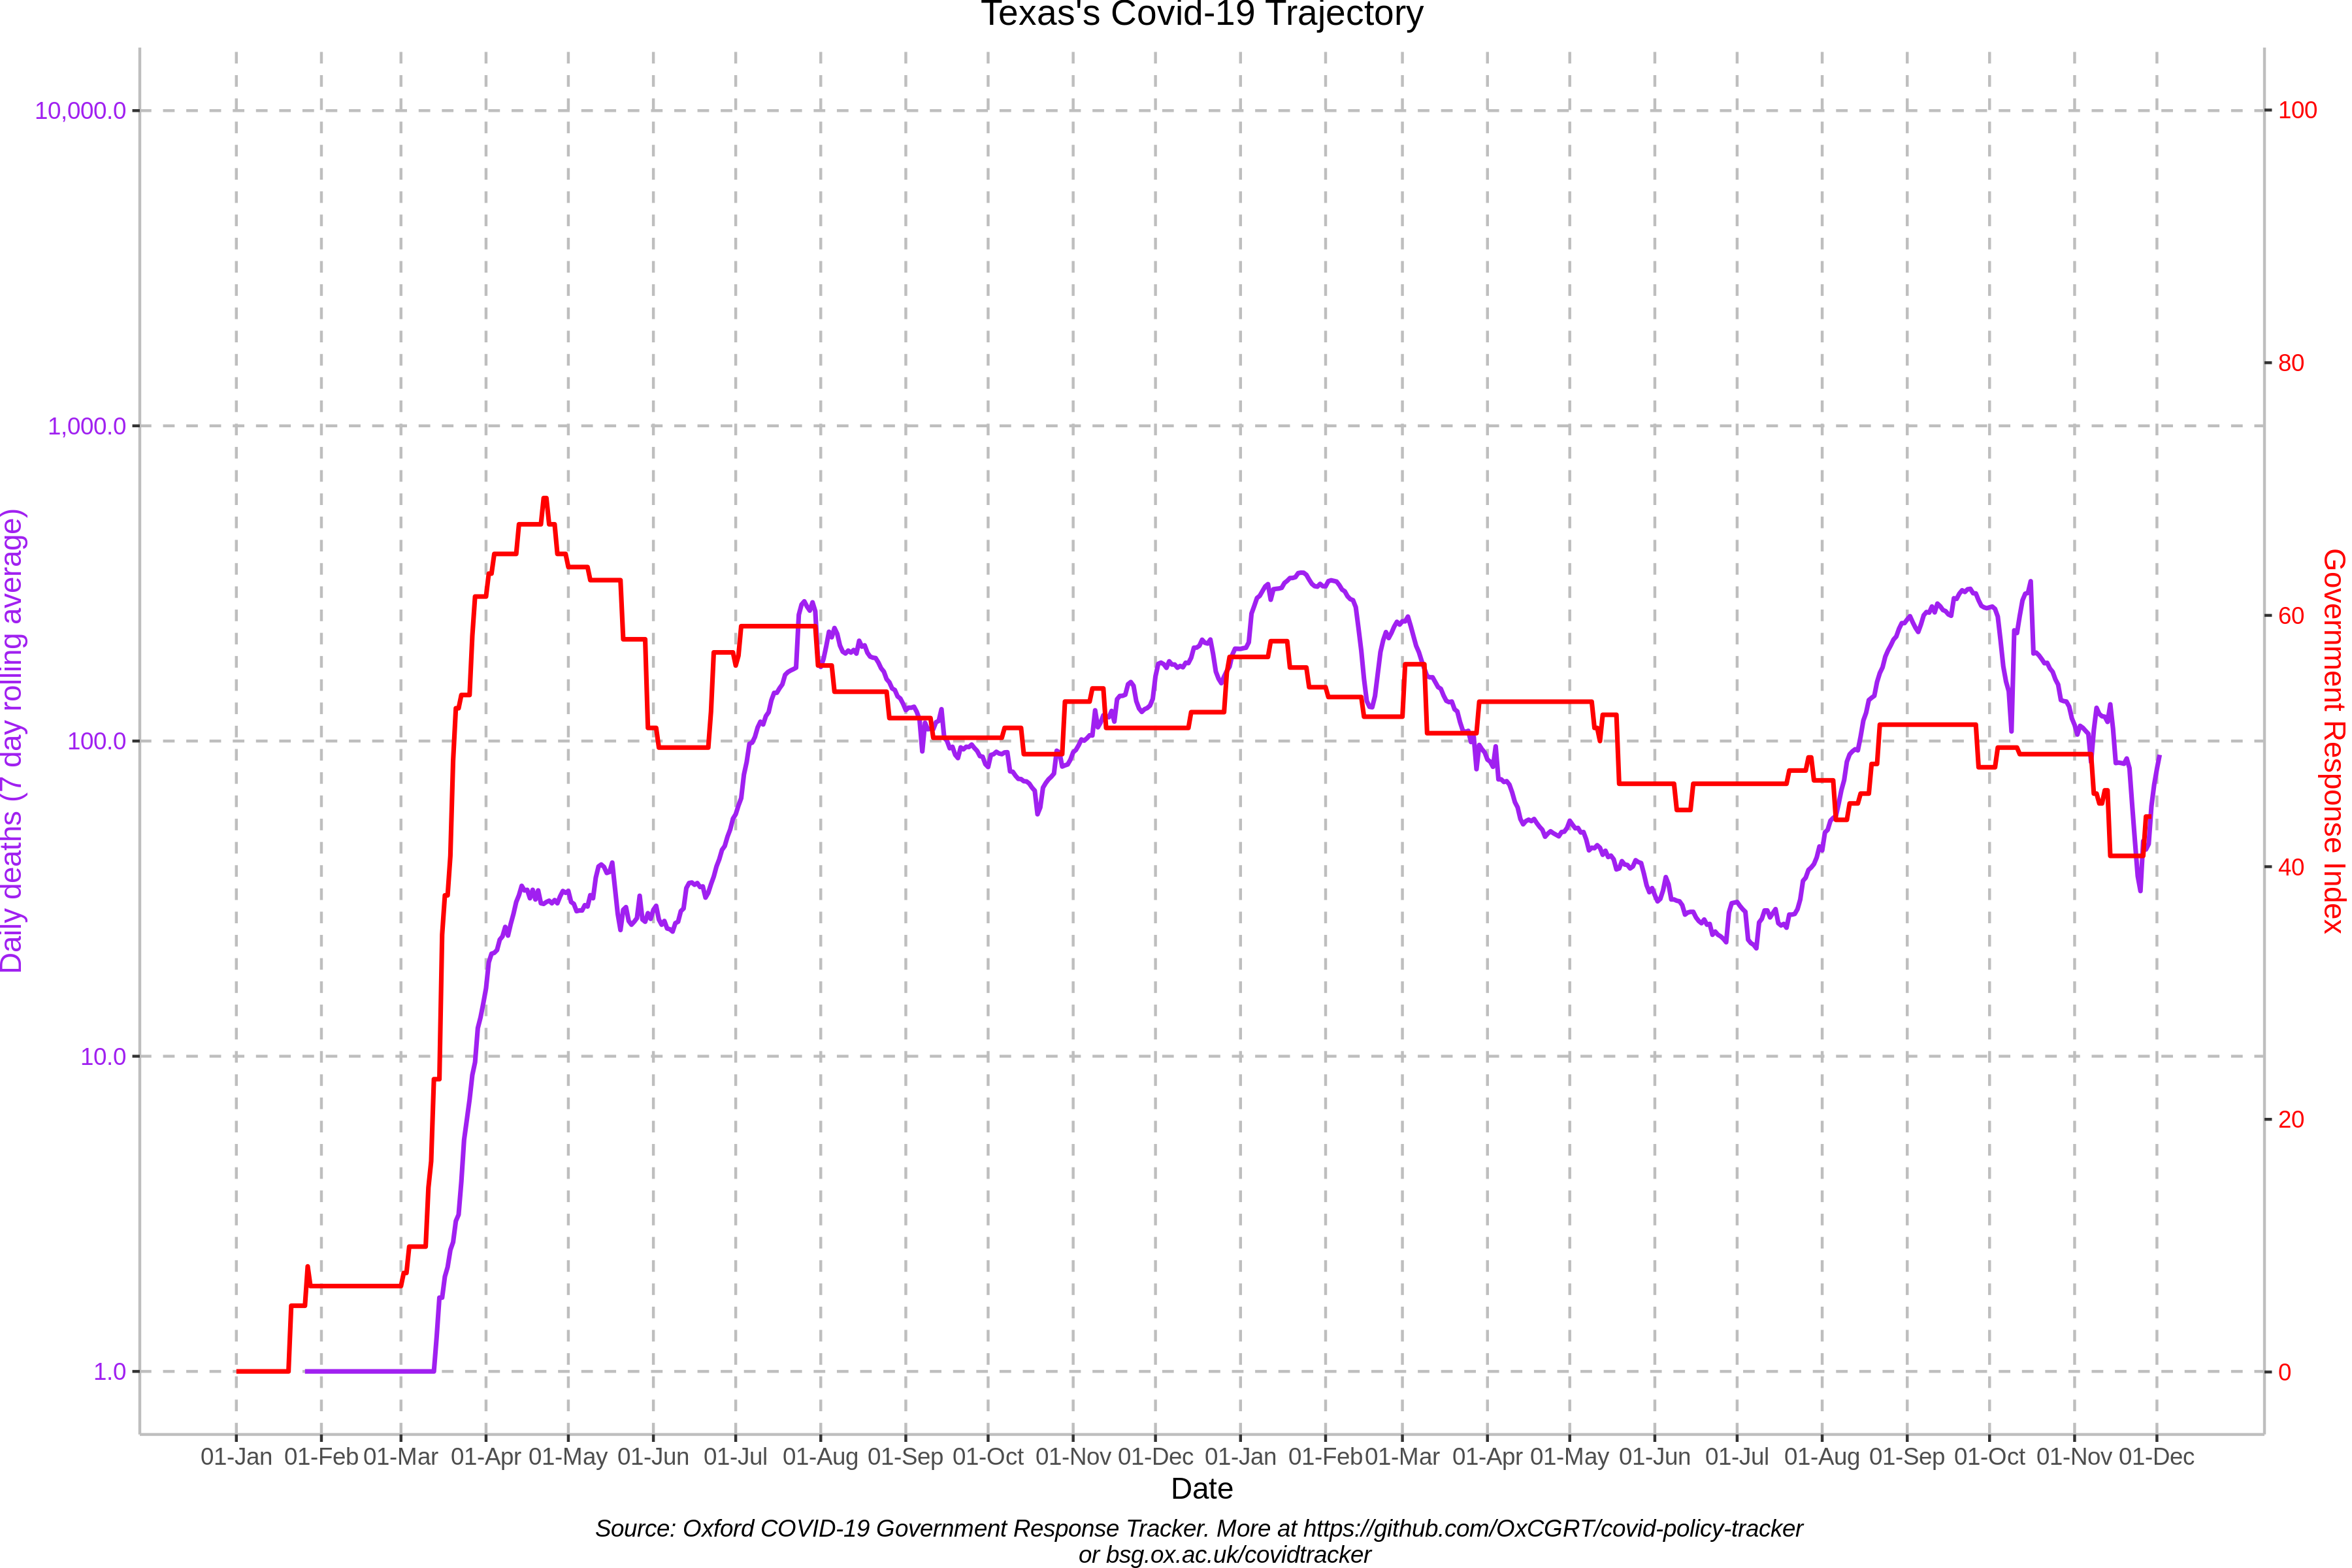 Texas's Covid-19 Trajectory
10,000.0
1,000.0
100.0
10.0
1.0
Daily deaths (7 day rolling average)
100
80
60
40
20
0
Government Response Index
01-Jan 01-Feb 01-Mar 01-Apr 01-May 01-Jun 01-Jul 01-Aug 01-Sep 01-Oct 01-Nov 01-Dec 01-Jan 01-Feb 01-Mar 01-Apr 01-May 01-Jun 01-Jul 01-Aug 01-Sep 01-Oct 01-Nov 01-Dec
Date
Source: Oxford COVID-19 Government Response Tracker. More at https://github.com/OxCGRT/covid-policy-tracker
or bsg.ox.ac.uk/covidtracker